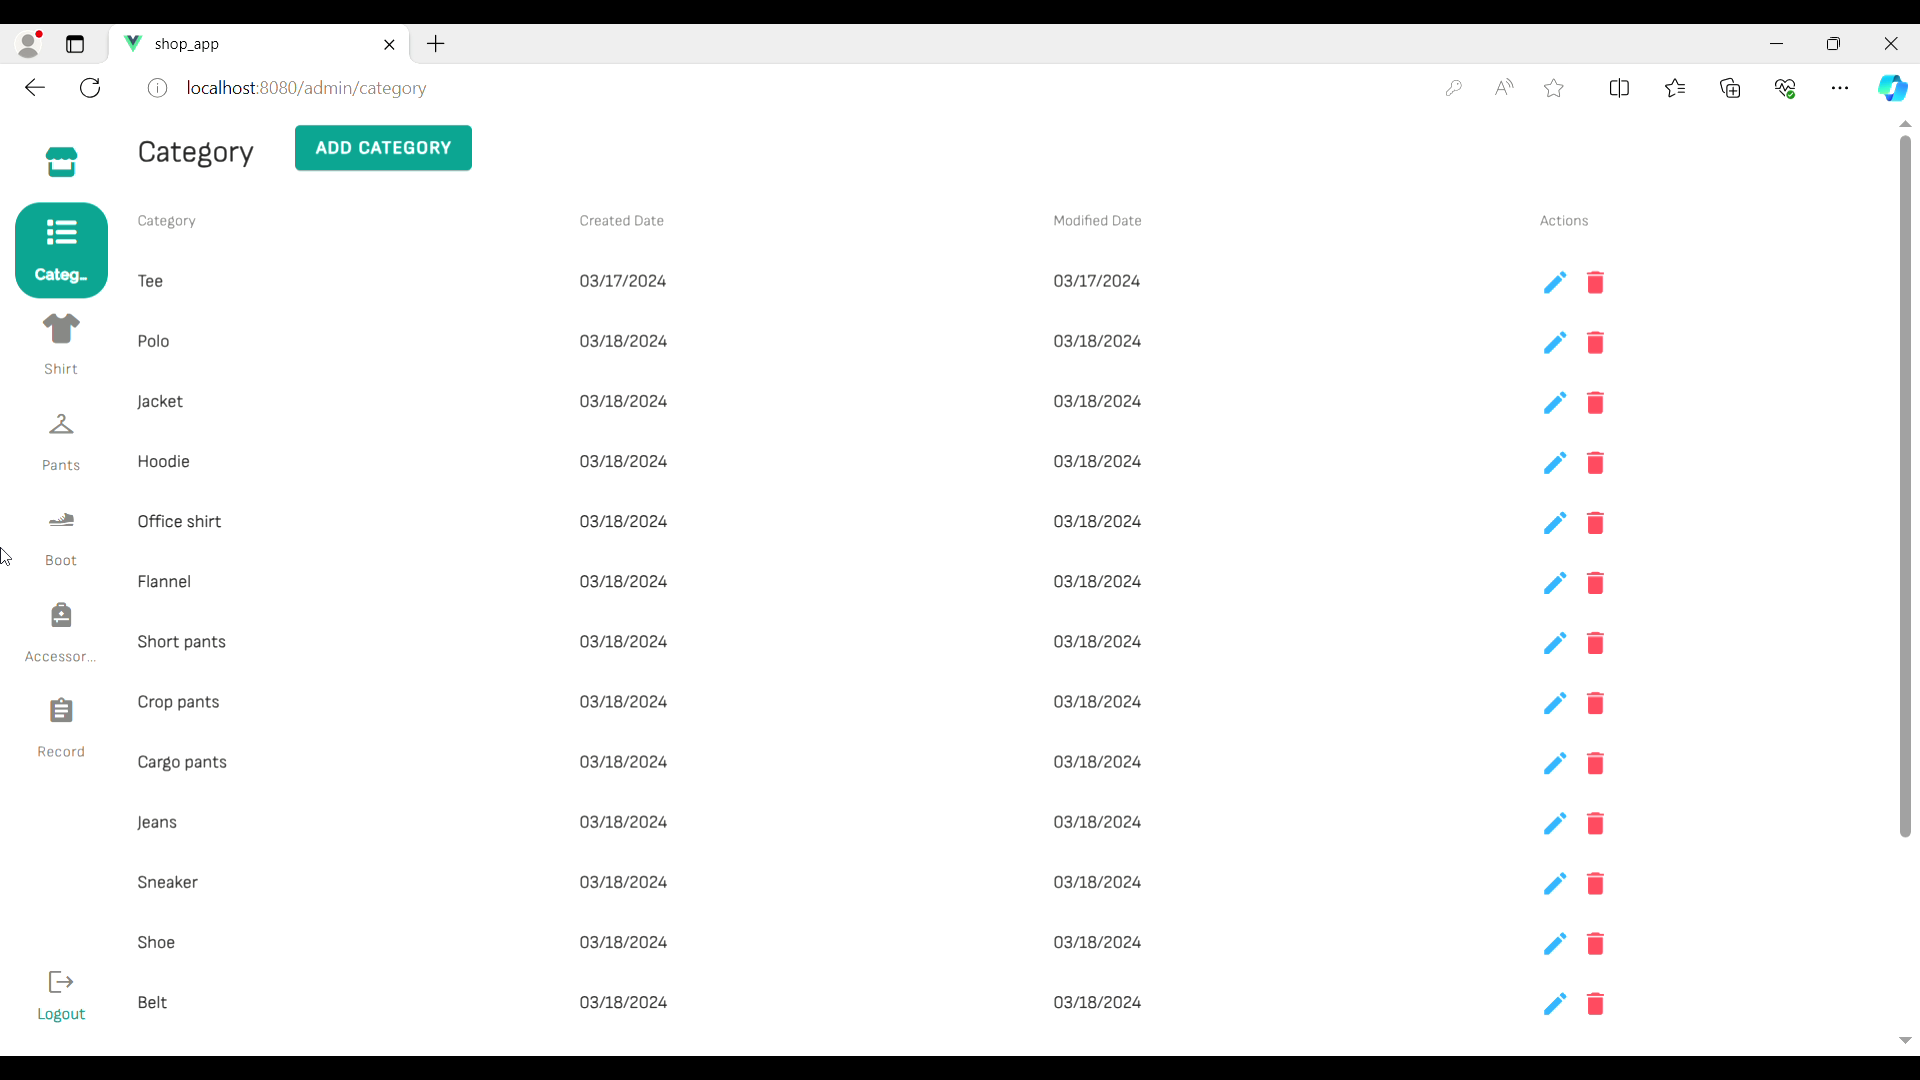 shop_app
localhost:8080/admin/category
Category ADD CATEGORY
Category Created Date Modified Date Actions
Categ...
Tee 03/17/2024 03/17/2024
Polo 03/18/2024 03/18/2024
Shirt
Jacket 03/18/2024 03/18/2024
Hoodie 03/18/2024 03/18/2024
Pants
Office shirt 03/18/2024 03/18/2024
Boot
Flannel 03/18/2024 03/18/2024
Short pants 03/18/2024 03/18/2024
Accessor...
Crop pants 03/18/2024 03/18/2024
Record
Cargo pants 03/18/2024 03/18/2024
Jeans 03/18/2024 03/18/2024
Sneaker 03/18/2024 03/18/2024
Shoe 03/18/2024 03/18/2024
Belt 03/18/2024 03/18/2024
Logout